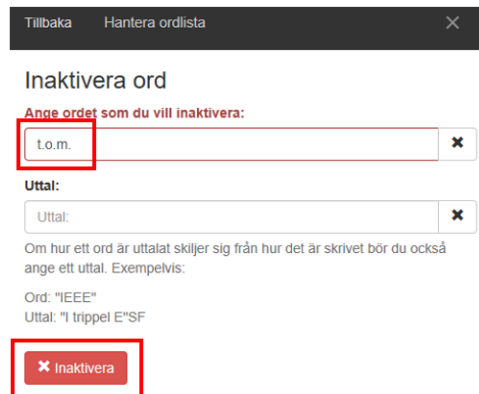 Tillbaka Hantera ordlista ×
Inaktivera ord
Ange ordet som du vill inaktivera:
t.o.m. ✖
Uttal:
Uttal: ✖
Om hur ett ord är uttalat skiljer sig från hur det är skrivet bör du också
ange ett uttal. Exempelvis:
Ord: "IEEE"
Uttal: "I trippel E"SF
✖ Inaktivera